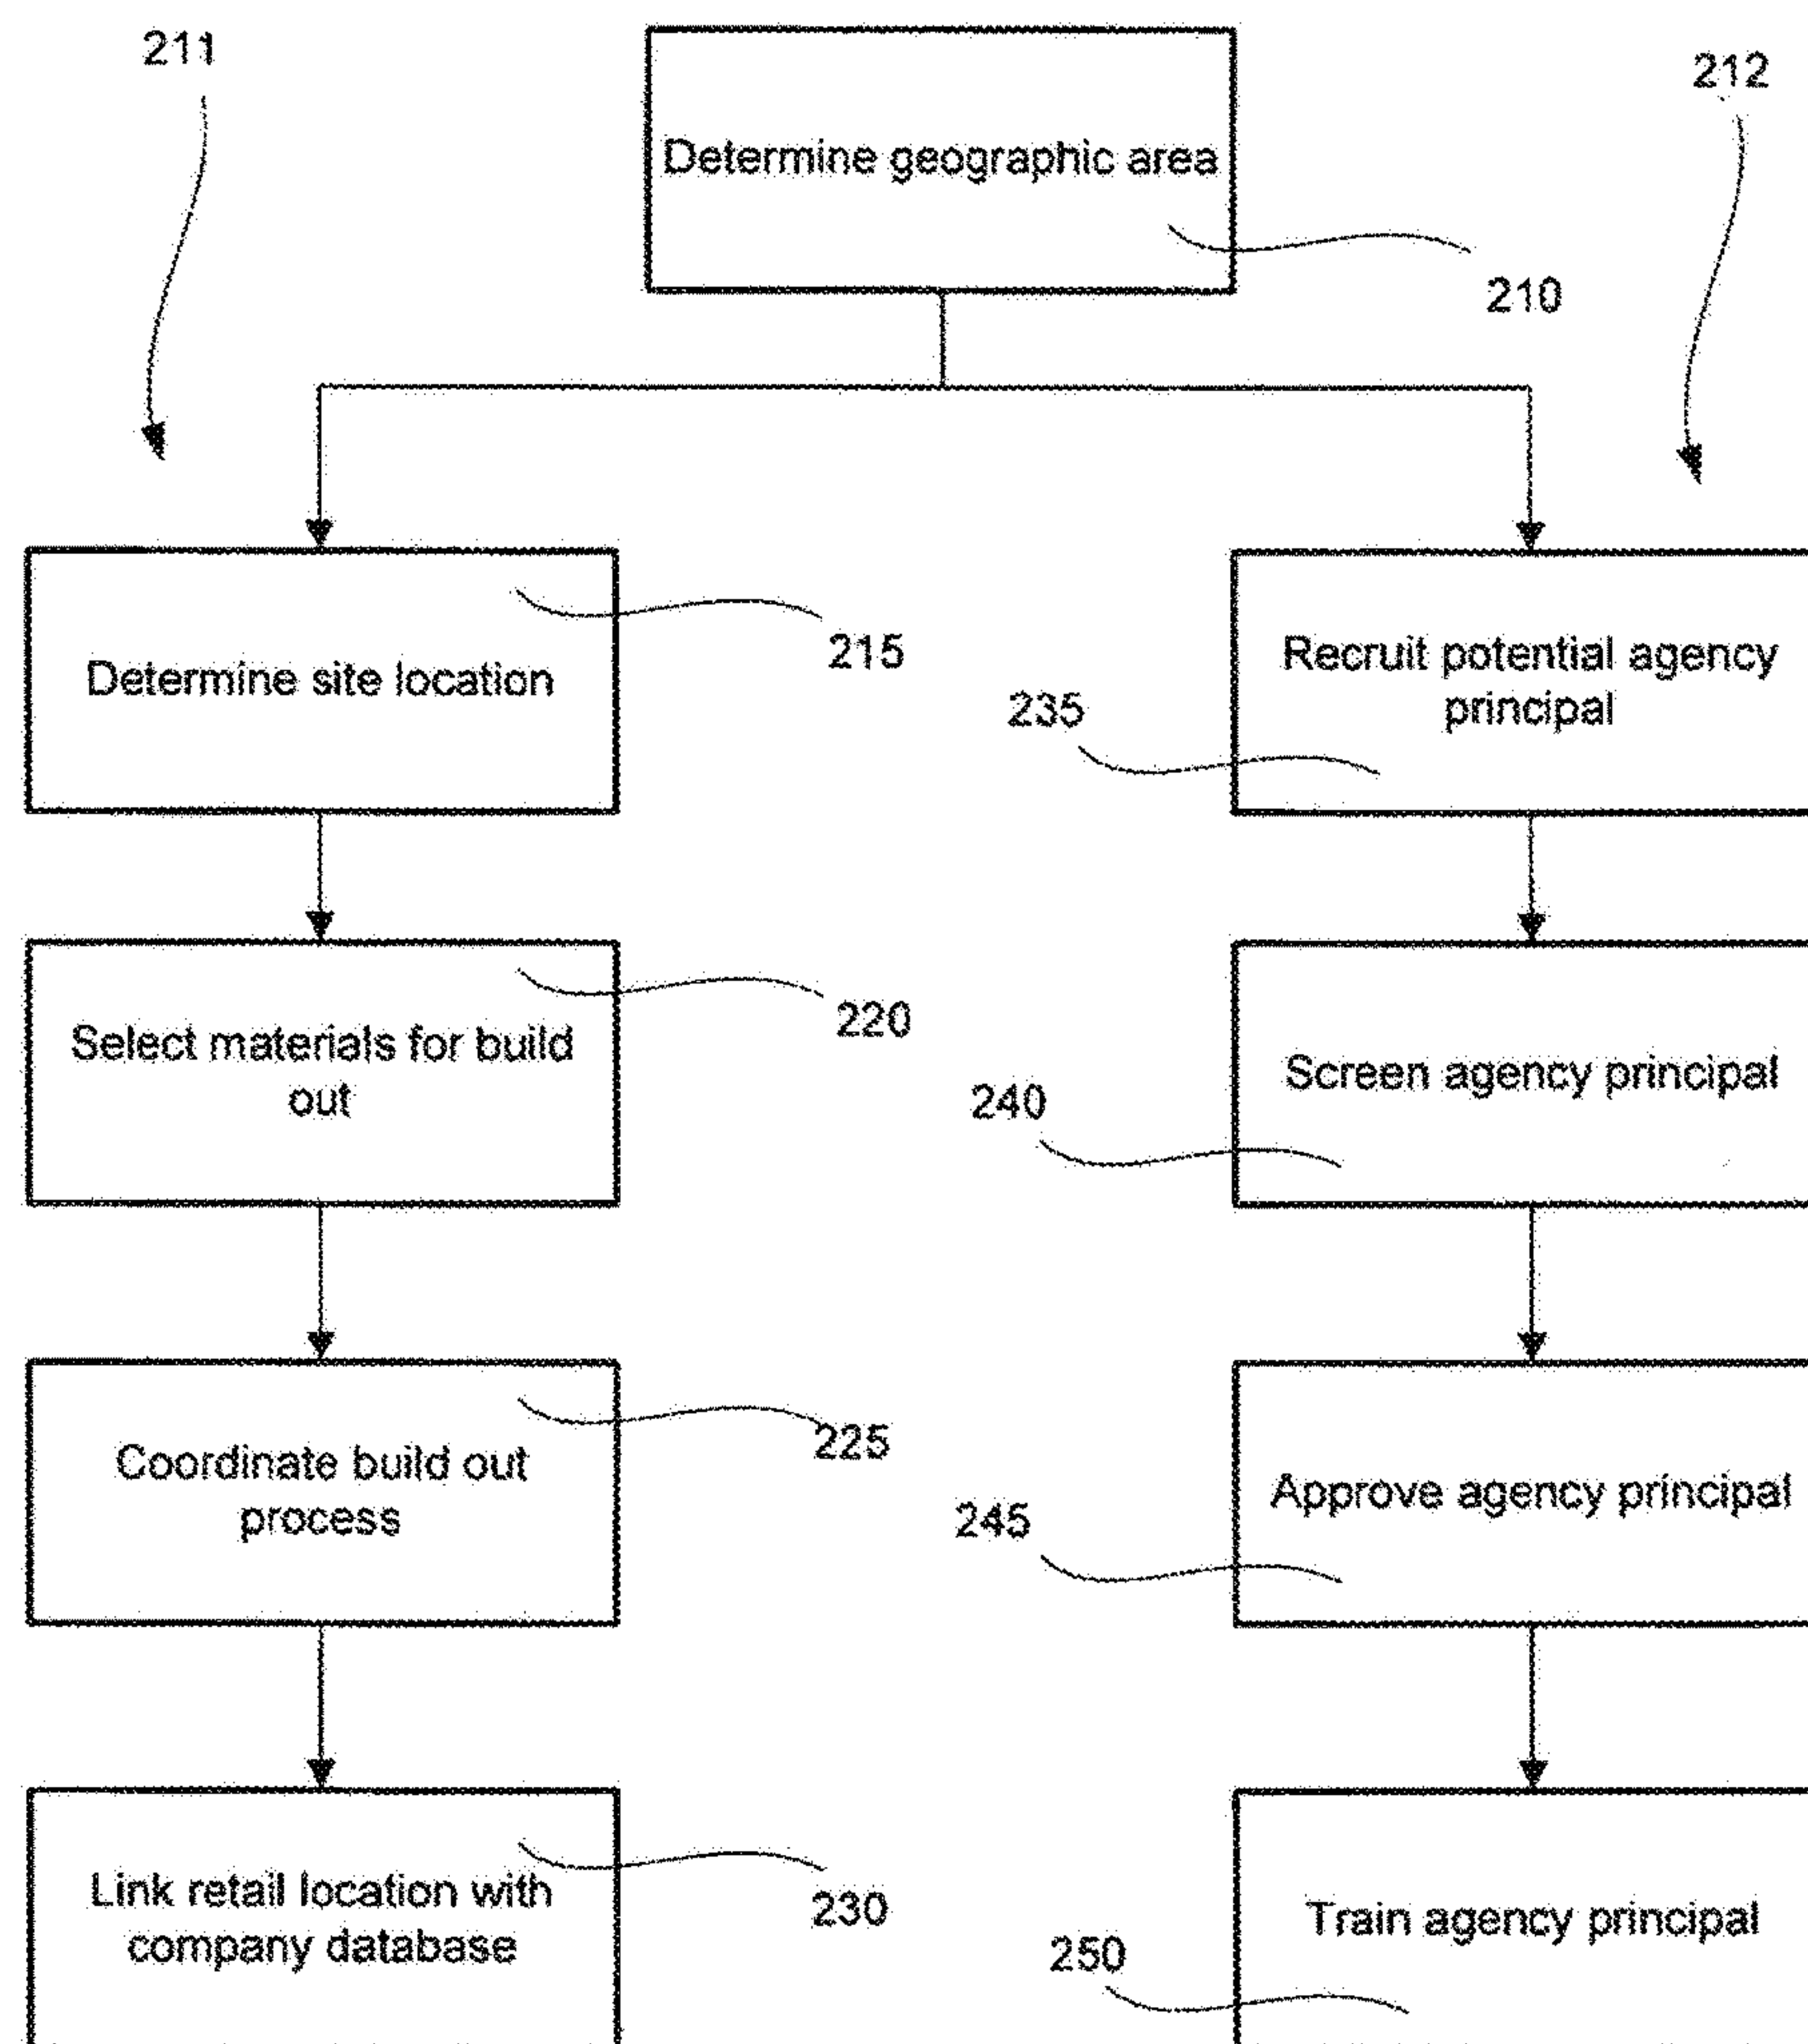 211
212
Determine geographic area
210
Determine site location
215
Recruit potential agency
principal
235
Select materials for build
out
220
Screen agency principal
240
Coordinate build out
process
225
Approve agency principal
245
Link retail location with
company database
230
Train agency principal
250